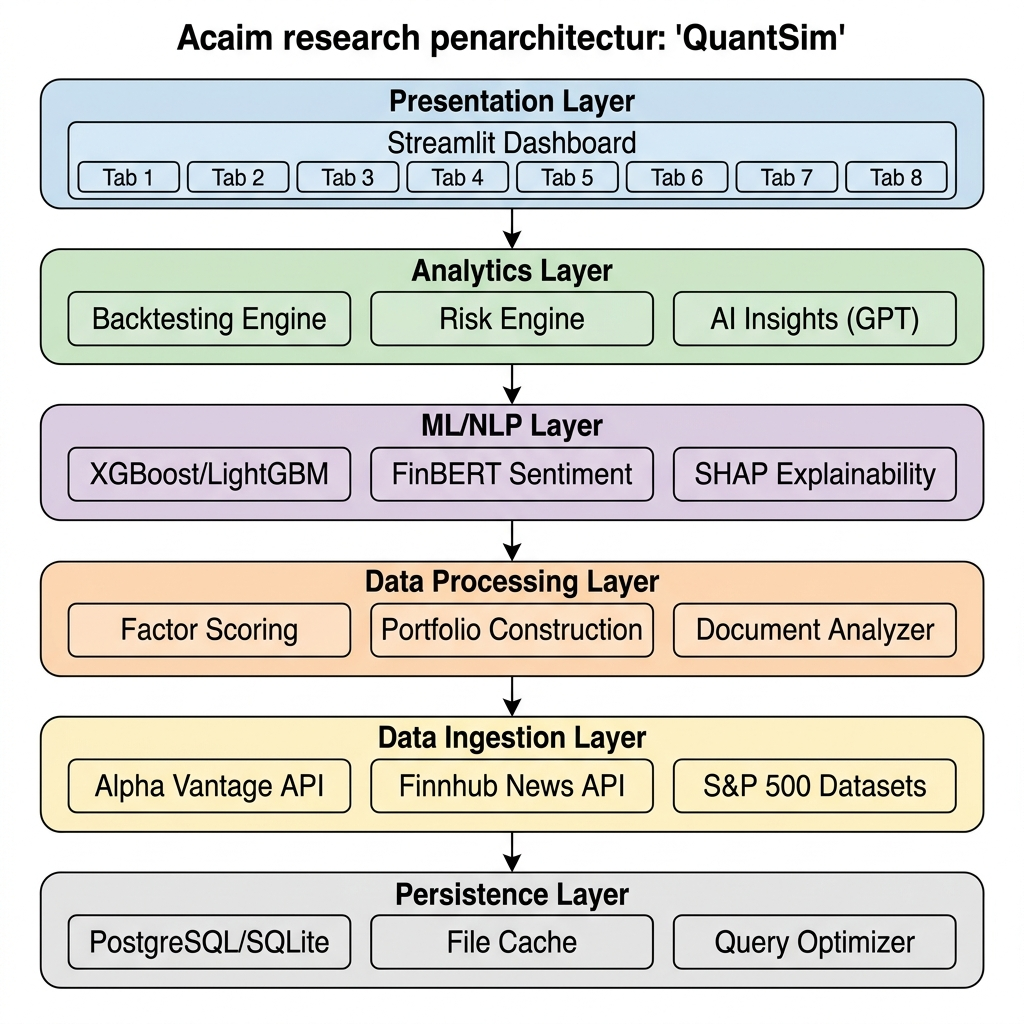 Acaim research penarchitectur: 'QuantSim'
Presentation Layer
Streamlit Dashboard
Tab 1 Tab 2 Tab 3 Tab 4 Tab 5 Tab 6 Tab 7 Tab 8
Analytics Layer
Backtesting Engine Risk Engine AI Insights (GPT)
ML/NLP Layer
XGBoost/LightGBM FinBERT Sentiment SHAP Explainability
Data Processing Layer
Factor Scoring Portfolio Construction Document Analyzer
Data Ingestion Layer
Alpha Vantage API Finnhub News API S&P 500 Datasets
Persistence Layer
PostgreSQL/SQLite File Cache Query Optimizer